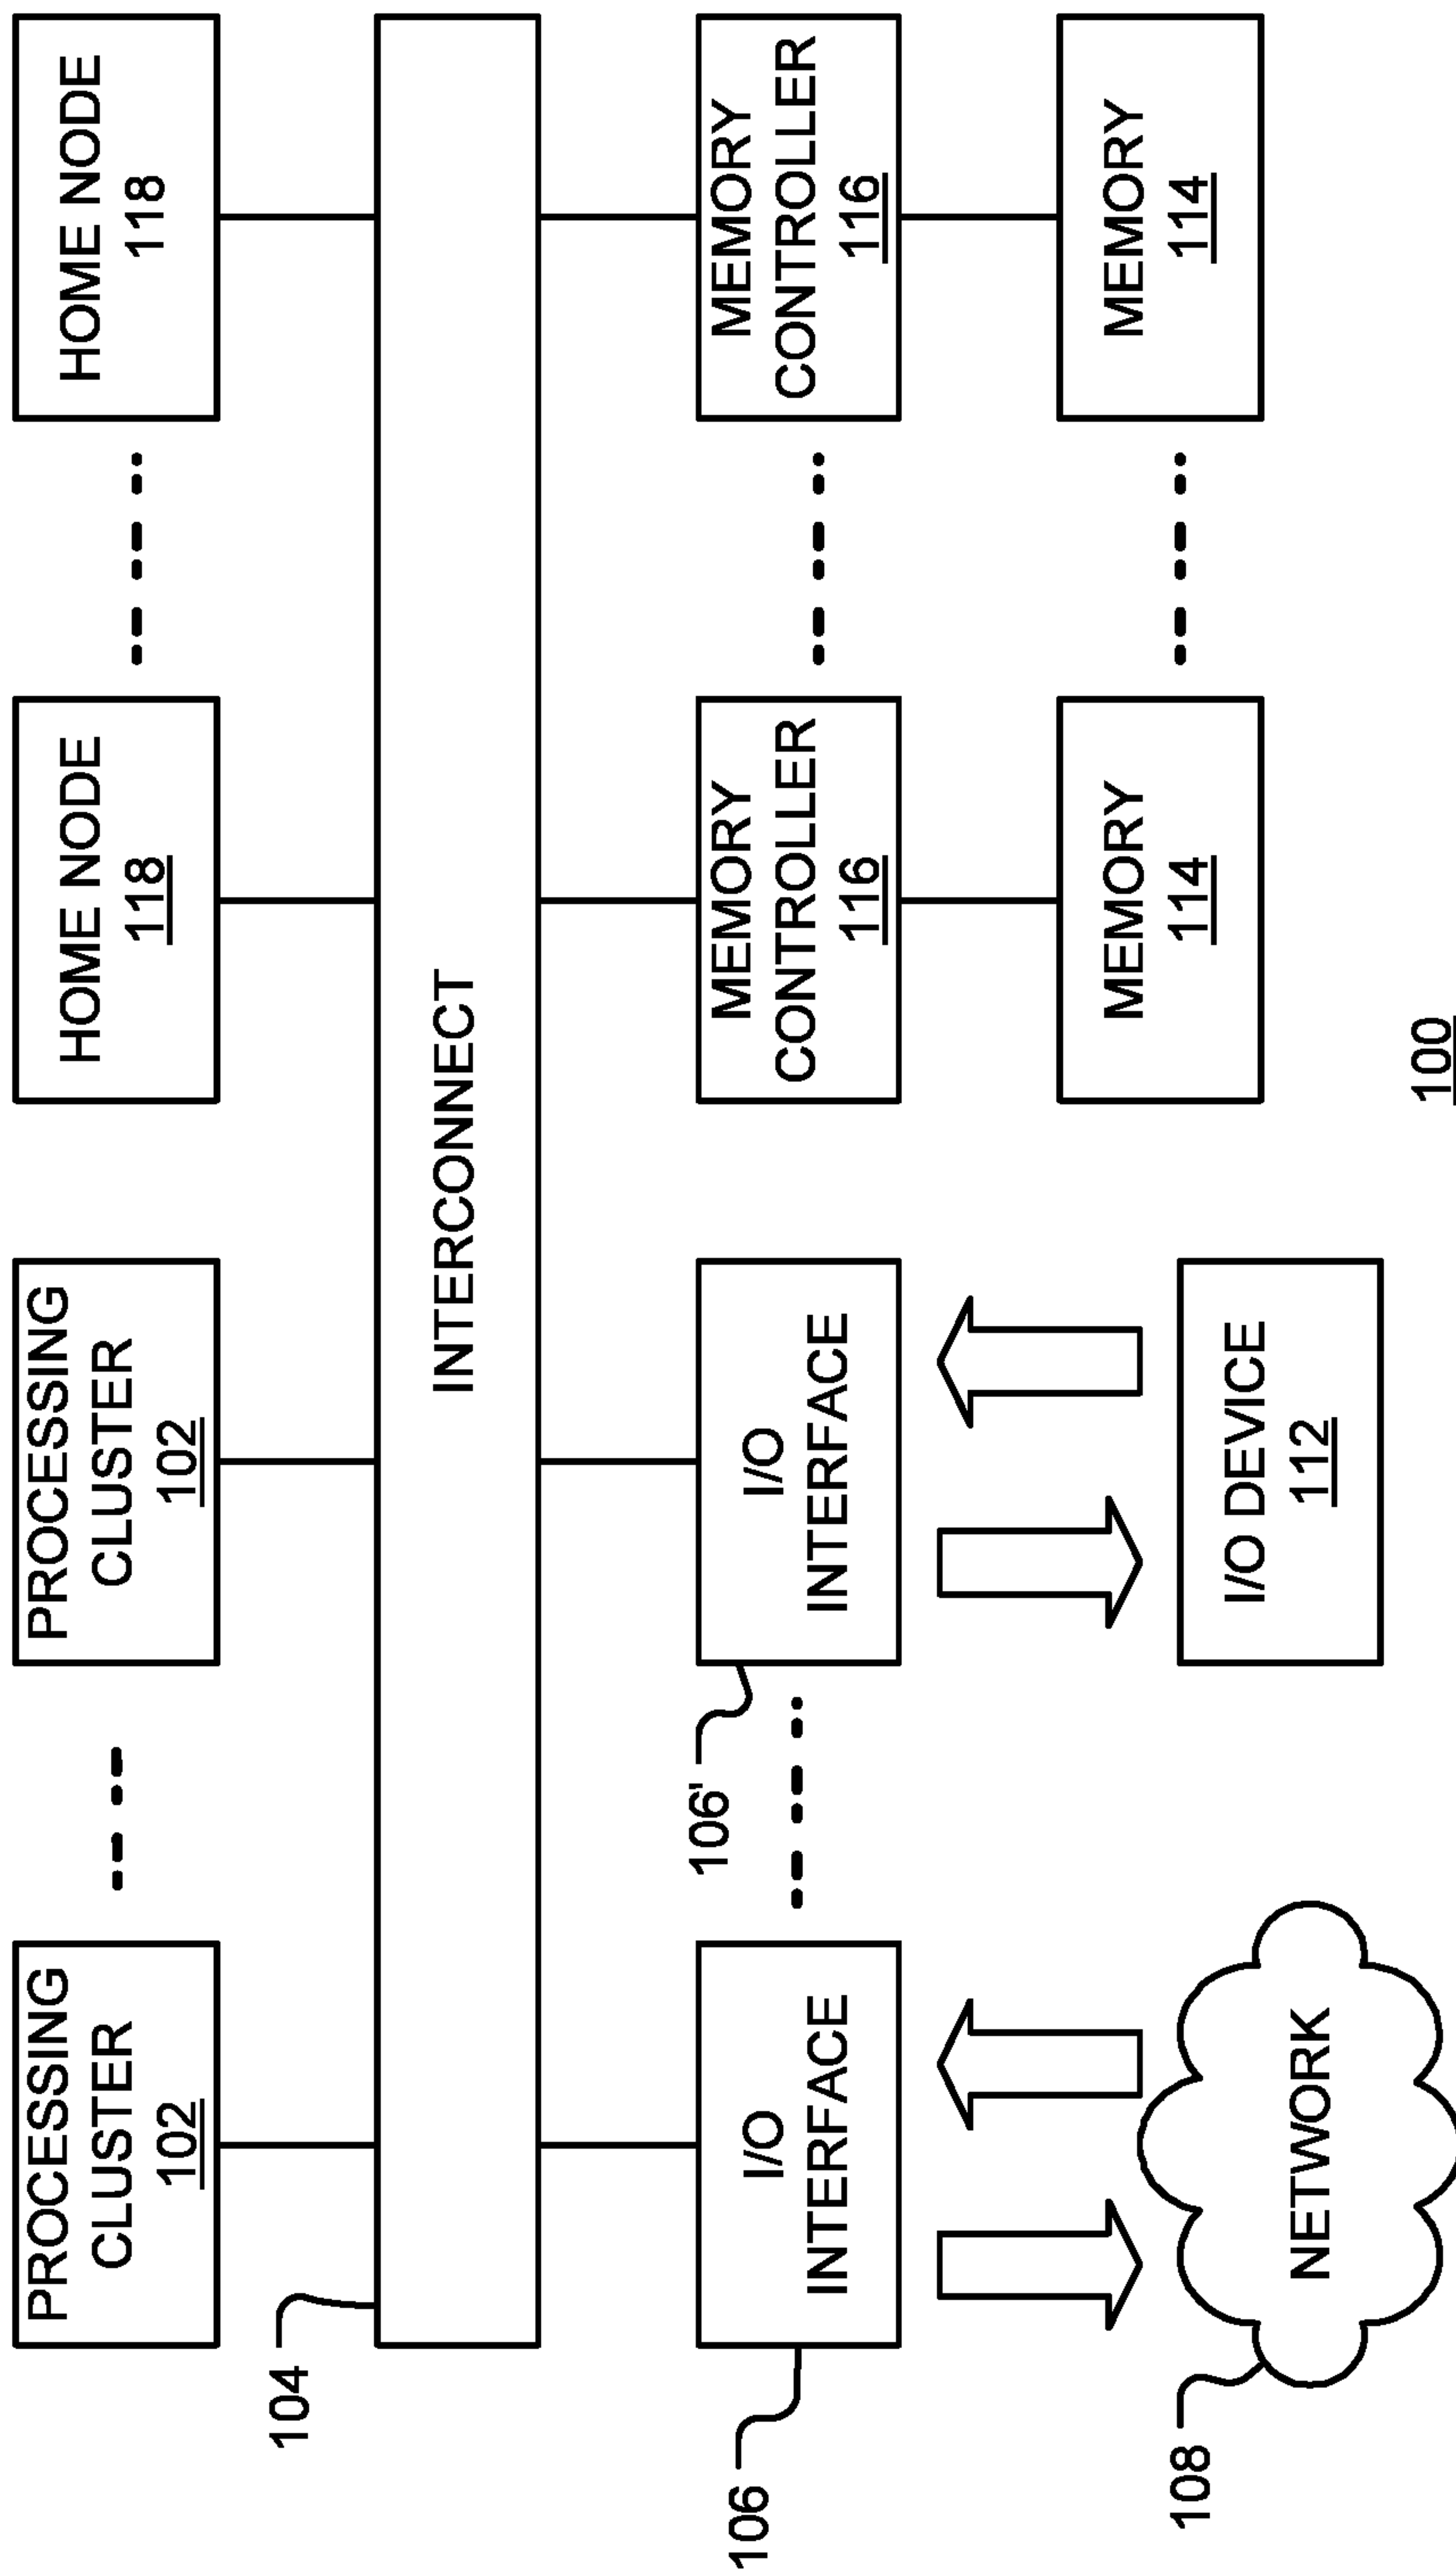 PROCESSING
CLUSTER
102
PROCESSING
CLUSTER
102
HOME NODE
118
HOME NODE
118
104
INTERCONNECT
106
I/O
INTERFACE
106'
I/O
INTERFACE
MEMORY
CONTROLLER
116
MEMORY
CONTROLLER
116
108
NETWORK
I/O DEVICE
112
MEMORY
114
MEMORY
114
100